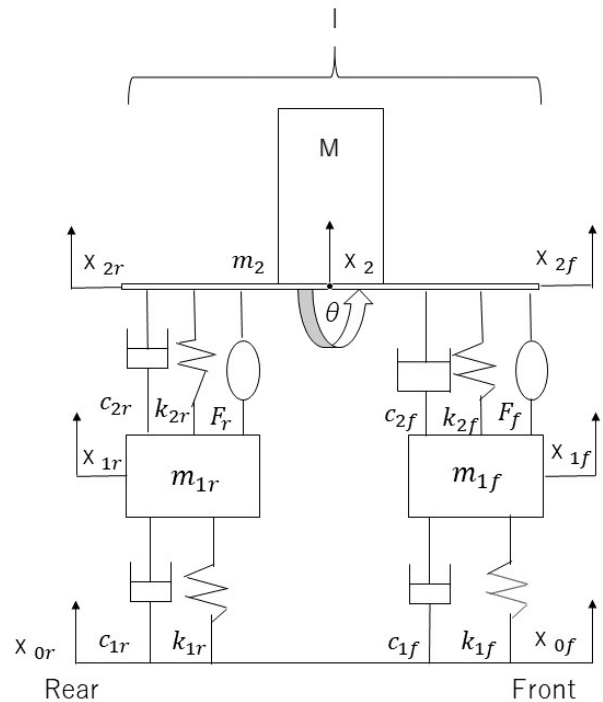 l
M
x 2r m₂ x 2 x 2f
θ
c₂ᵣ k₂ᵣ Fᵣ c₂f k₂f Ff
x 1r m₁ᵣ m₁f x 1f
x 0r c₁ᵣ k₁ᵣ c₁f k₁f x 0f
Rear Front